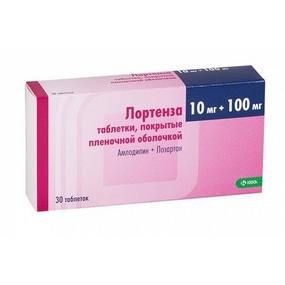 Лортенза
10 мг + 100 мг
таблетки, покрытые
пленочной оболочкой
Амлодипин • Лозартан
30 таблеток
KRKA